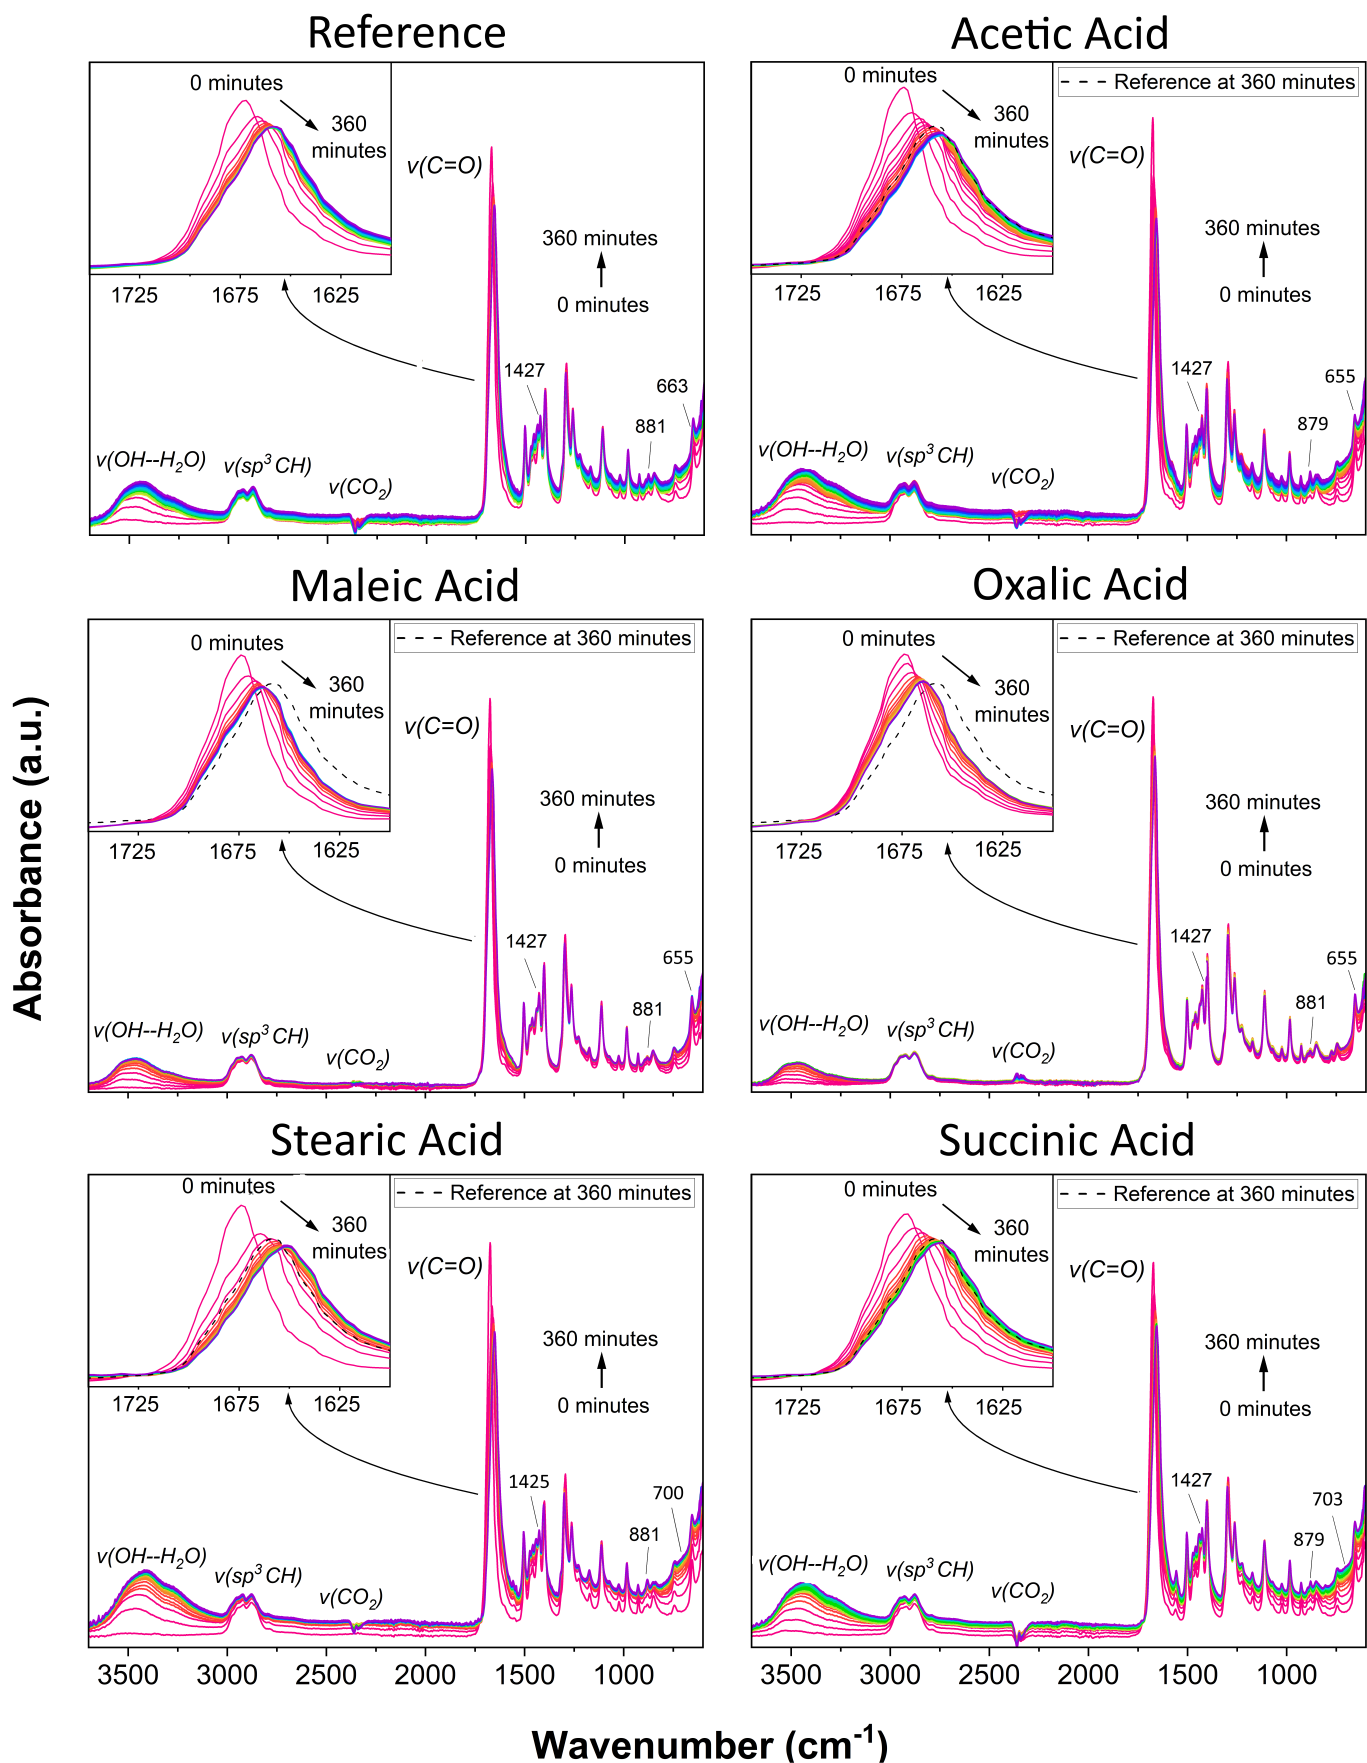 Reference
0 minutes
360
minutes
1725
1675
1625
ν(C=O)
360 minutes
0 minutes
1427
663
881
ν(OH--H₂O)
ν(sp³ CH)
ν(CO₂)
Acetic Acid
Reference at 360 minutes
0 minutes
360
minutes
1725
1675
1625
ν(C=O)
360 minutes
0 minutes
1427
655
879
ν(OH--H₂O)
ν(sp³ CH)
ν(CO₂)
Maleic Acid
Reference at 360 minutes
0 minutes
360
minutes
1725
1675
1625
ν(C=O)
360 minutes
0 minutes
1427
655
881
ν(OH--H₂O)
ν(sp³ CH)
ν(CO₂)
Oxalic Acid
Reference at 360 minutes
0 minutes
360
minutes
1725
1675
1625
ν(C=O)
360 minutes
0 minutes
1427
655
881
ν(OH--H₂O)
ν(sp³ CH)
ν(CO₂)
Absorbance (a.u.)
Stearic Acid
Reference at 360 minutes
0 minutes
360
minutes
1725
1675
1625
ν(C=O)
360 minutes
0 minutes
1425
700
881
ν(OH--H₂O)
ν(sp³ CH)
ν(CO₂)
3500 3000 2500 2000 1500 1000
Succinic Acid
Reference at 360 minutes
0 minutes
360
minutes
1725
1675
1625
ν(C=O)
360 minutes
0 minutes
1427
703
879
ν(OH--H₂O)
ν(sp³ CH)
ν(CO₂)
3500 3000 2500 2000 1500 1000
Wavenumber (cm⁻¹)